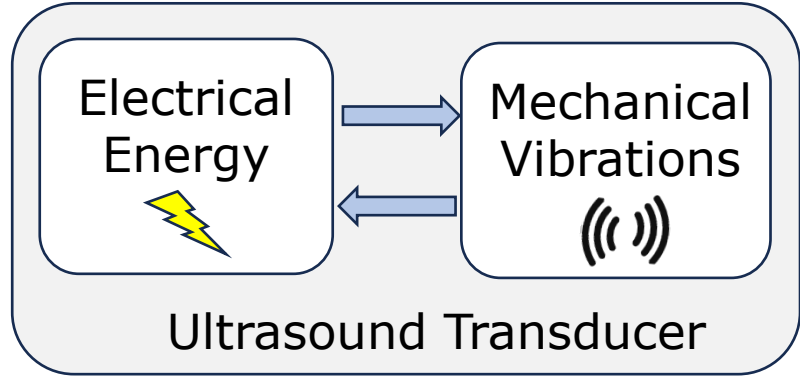 Electrical
Energy
Mechanical
Vibrations
Ultrasound Transducer